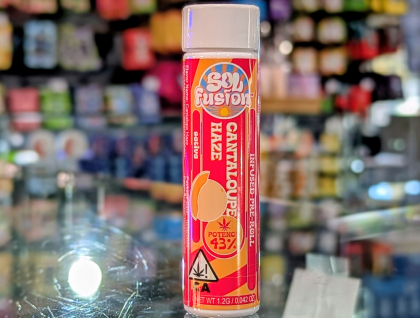 Sol
fusion
CANTALOUPE
HAZE
sativa
INFUSED PRE-ROLL
POTENCY
43%
!
CA
NET WT 1.2G / 0.042 OZ